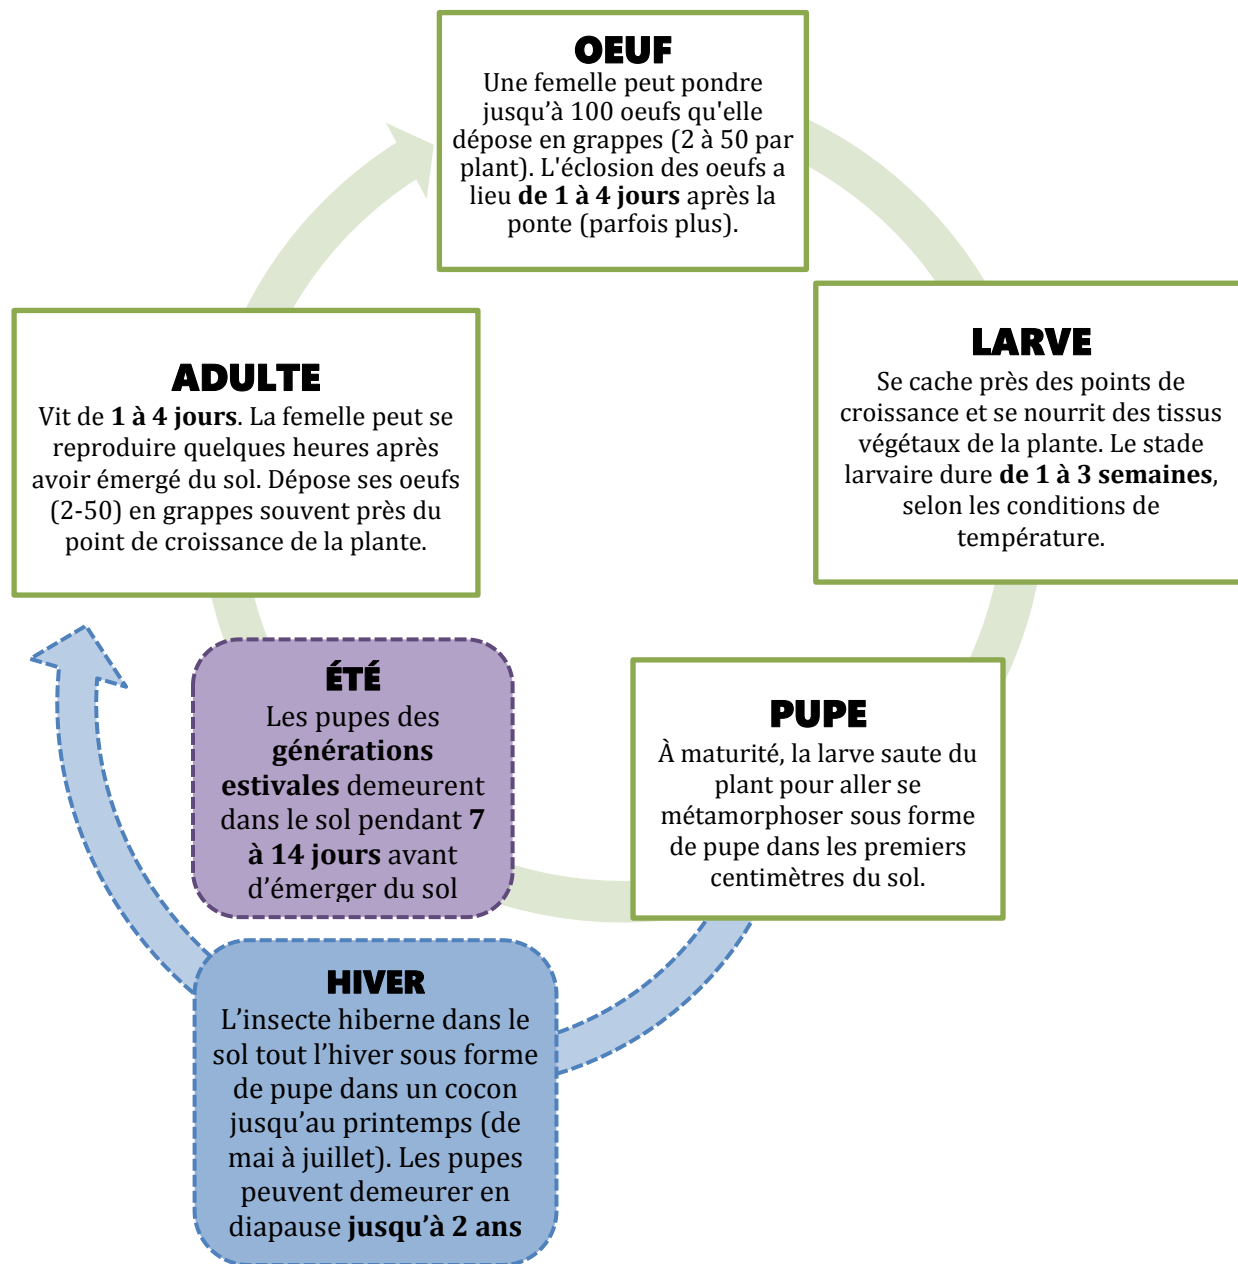 OEUF
Une femelle peut pondre
jusqu’à 100 oeufs qu'elle
dépose en grappes (2 à 50 par
plant). L'éclosion des oeufs a
lieu de 1 à 4 jours après la
ponte (parfois plus).
LARVE
Se cache près des points de
croissance et se nourrit des tissus
végétaux de la plante. Le stade
larvaire dure de 1 à 3 semaines,
selon les conditions de
température.
PUPE
À maturité, la larve saute du
plant pour aller se
métamorphoser sous forme
de pupe dans les premiers
centimètres du sol.
ÉTÉ
Les pupes des
générations
estivales demeurent
dans le sol pendant 7
à 14 jours avant
d’émerger du sol
HIVER
L’insecte hiberne dans le
sol tout l’hiver sous forme
de pupe dans un cocon
jusqu’au printemps (de
mai à juillet). Les pupes
peuvent demeurer en
diapause jusqu’à 2 ans
ADULTE
Vit de 1 à 4 jours. La femelle peut se
reproduire quelques heures après
avoir émergé du sol. Dépose ses oeufs
(2-50) en grappes souvent près du
point de croissance de la plante.